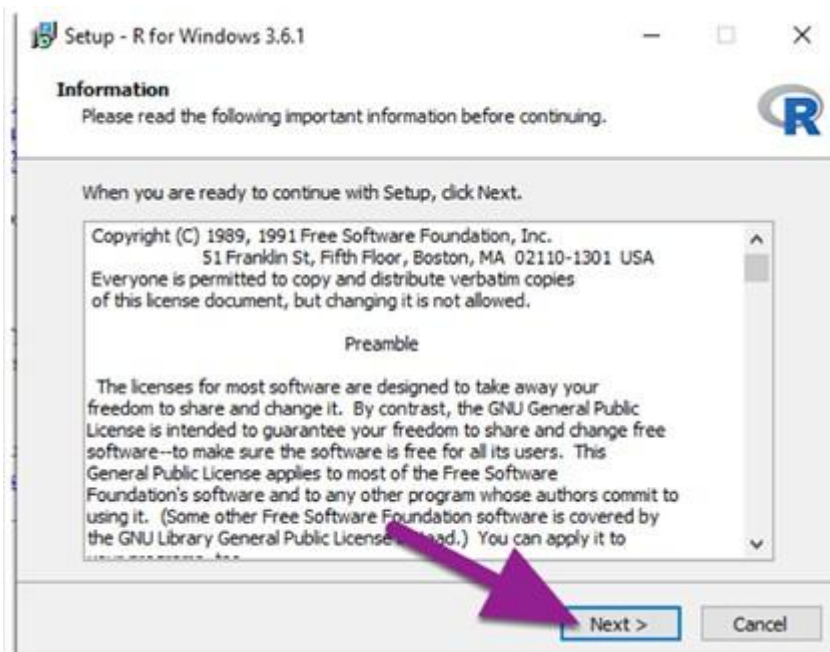 Setup - R for Windows 3.6.1
Information
Please read the following important information before continuing.
R
When you are ready to continue with Setup, click Next.
Copyright (C) 1989, 1991 Free Software Foundation, Inc.
51 Franklin St, Fifth Floor, Boston, MA 02110-1301 USA
Everyone is permitted to copy and distribute verbatim copies
of this license document, but changing it is not allowed.
Preamble
The licenses for most software are designed to take away your
freedom to share and change it. By contrast, the GNU General Public
License is intended to guarantee your freedom to share and change free
software--to make sure the software is free for all its users. This
General Public License applies to most of the Free Software
Foundation's software and to any other program whose authors commit to
using it. (Some other Free Software Foundation software is covered by
the GNU Library General Public License You can apply it to
Next >
Cancel